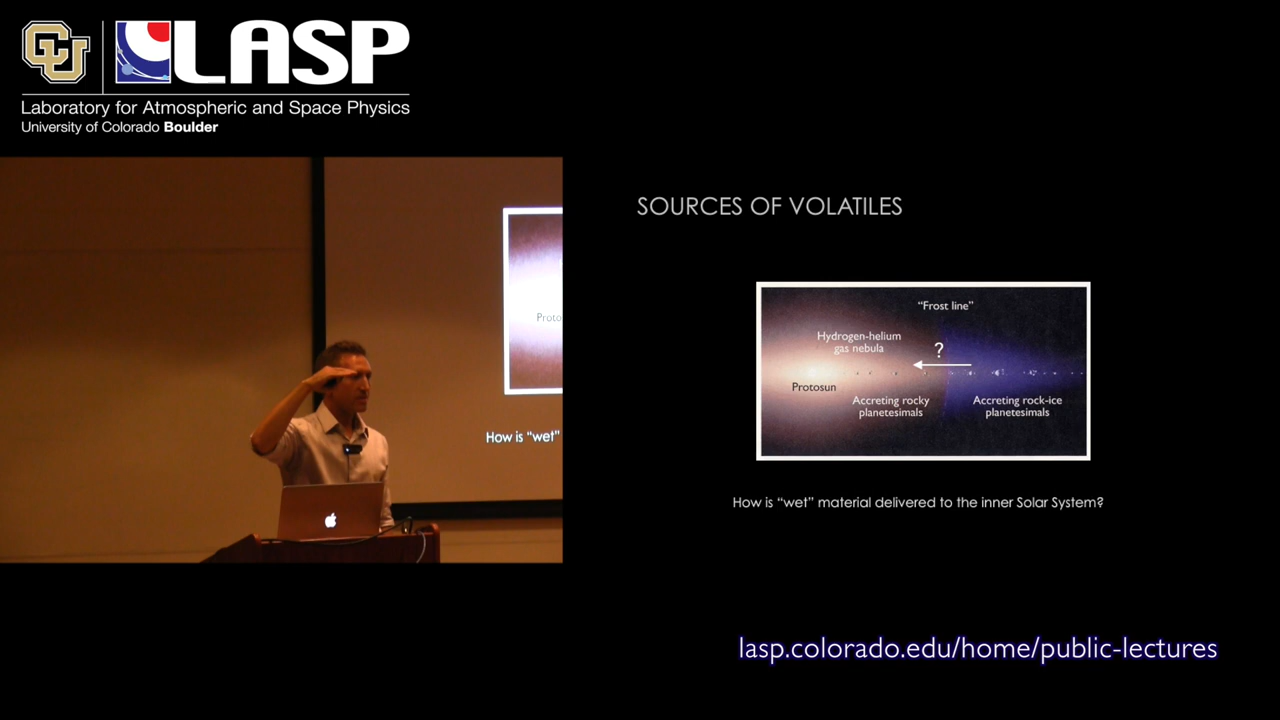 CU
LASP
Laboratory for Atmospheric and Space Physics
University of Colorado Boulder
Proto
How is "wet"
SOURCES OF VOLATILES
"Frost line"
Hydrogen-helium
gas nebula
?
Protosun
Accreting rocky
planetesimals
Accreting rock-ice
planetesimals
How is "wet" material delivered to the inner Solar System?
lasp.colorado.edu/home/public-lectures